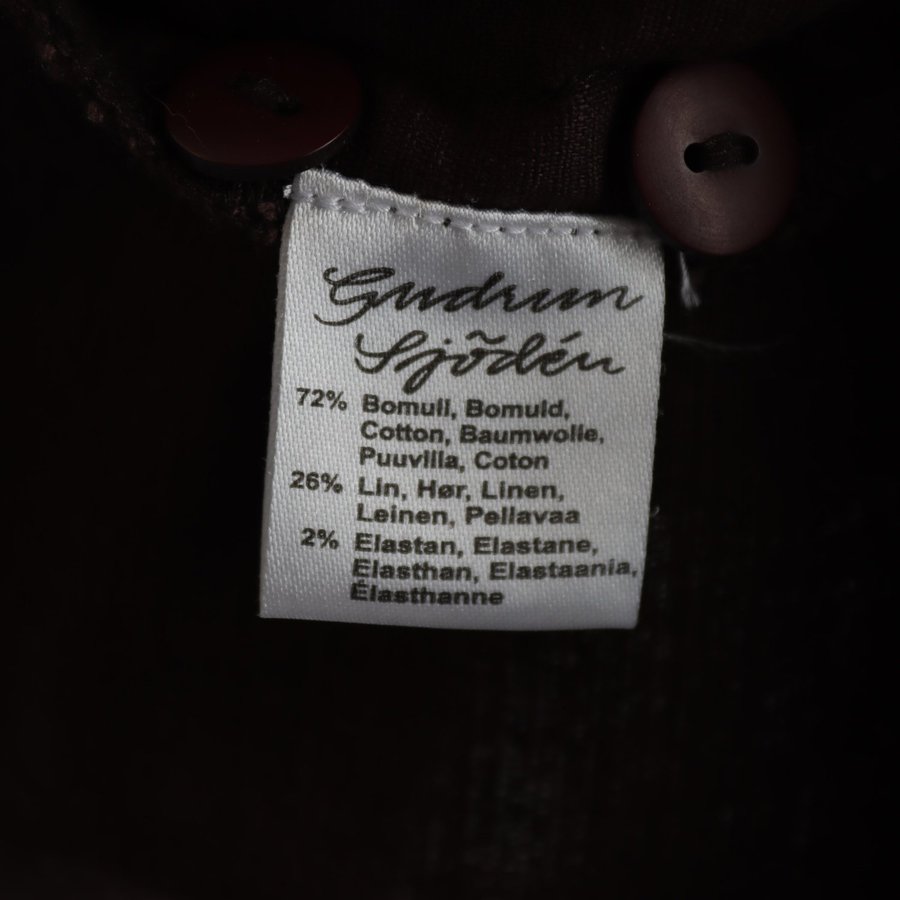 Gudrun
Sjödén
72% Bomull, Bomuld,
Cotton, Baumwolle,
Puuvilla, Coton
26% Lin, Hør, Linen,
Leinen, Pellavaa
2% Elastan, Elastane,
Elasthan, Elastaania,
Élasthanne